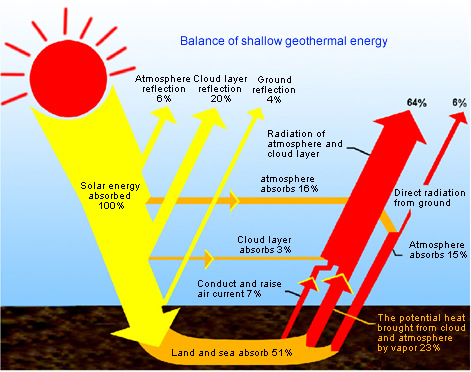 Balance of shallow geothermal energy
Atmosphere
reflection
6%
Cloud layer
reflection
20%
Ground
reflection
4%
64%
6%
Radiation of
atmosphere and
cloud layer
Solar energy
absorbed
100%
atmosphere
absorbs 16%
Direct radiation
from ground
Cloud layer
absorbs 3%
Atmosphere
absorbs 15%
Conduct and raise
air current 7%
The potential heat
brought from cloud
and atmosphere
by vapor 23%
Land and sea absorb 51%